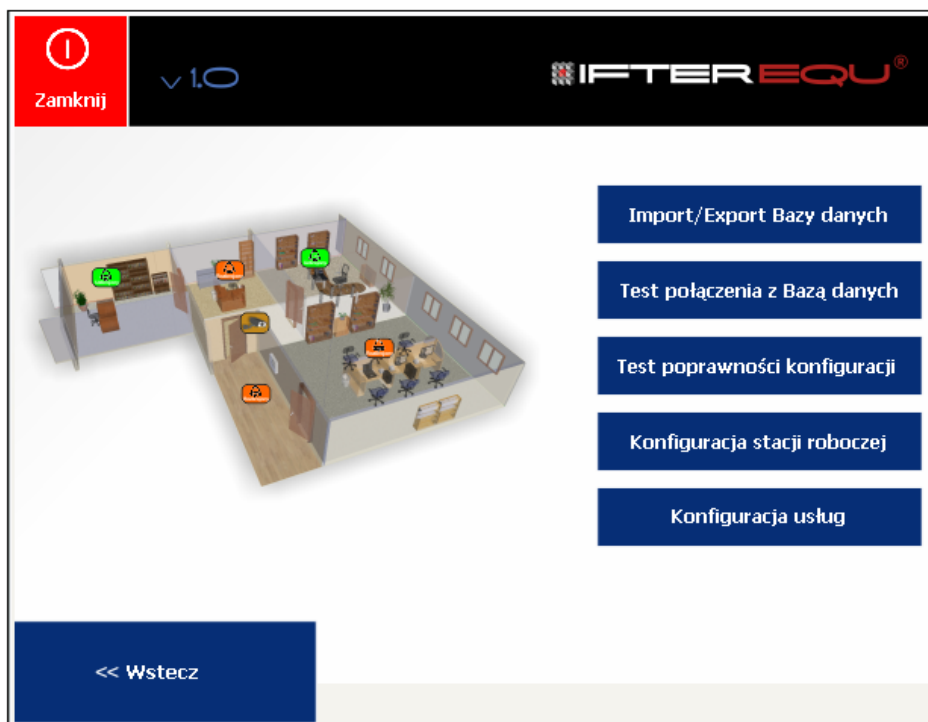 Zamknij
v 1.0
IFTER EQU®
Import/Export Bazy danych
Test połączenia z Bazą danych
Test poprawności konfiguracji
Konfiguracja stacji roboczej
Konfiguracja usług
<< Wstecz